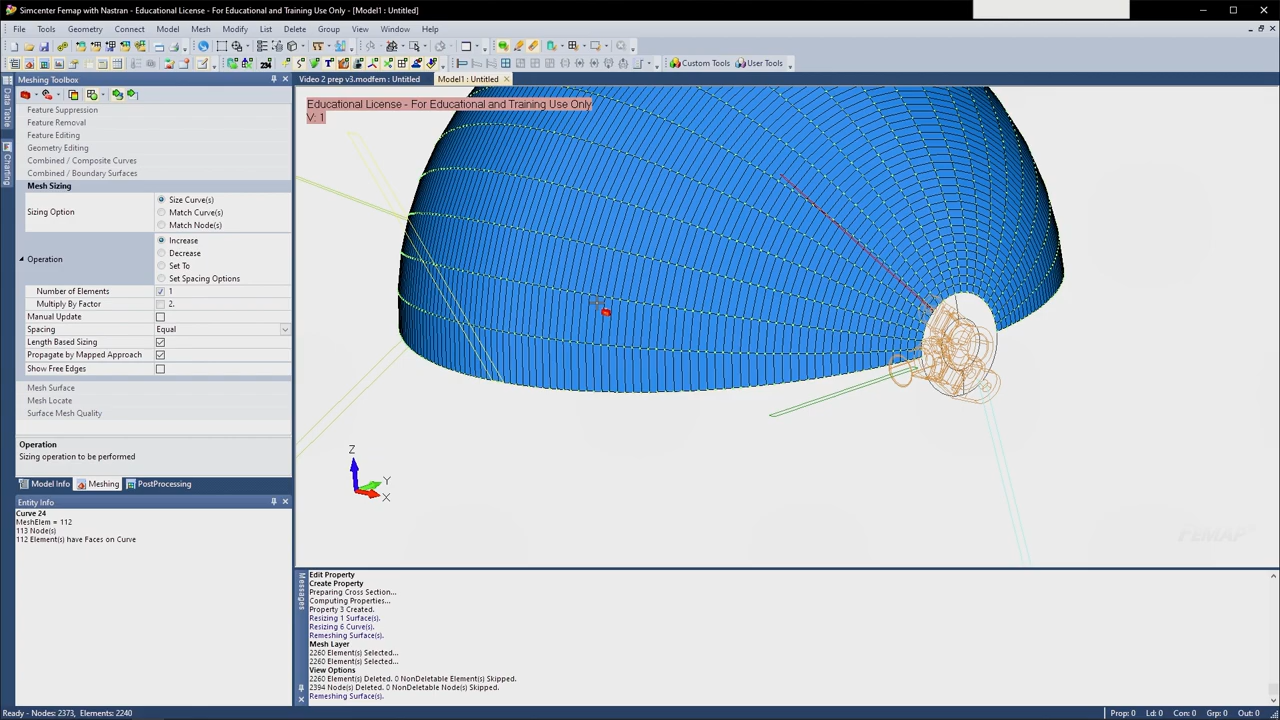 Simcenter Femap with Nastran - Educational License - For Educational and Training Use Only - [Model1 : Untitled]
File Tools Geometry Connect Model Mesh Modify List Delete Group View Window Help
Custom Tools User Tools
Meshing Toolbox
Video 2 prep v3.modfem : Untitled Model1 : Untitled
Data Table
Charting
Feature Suppression
Feature Removal
Feature Editing
Geometry Editing
Combined / Composite Curves
Combined / Boundary Surfaces
Mesh Sizing
Sizing Option
Size Curve(s)
Match Curve(s)
Match Node(s)
Operation
Increase
Decrease
Set To
Set Spacing Options
Number of Elements 1
Multiply By Factor 2.
Manual Update
Spacing Equal
Length Based Sizing
Propagate by Mapped Approach
Show Free Edges
Mesh Surface
Mesh Locate
Surface Mesh Quality
Operation
Sizing operation to be performed
Model Info Meshing PostProcessing
Entity Info
Curve 24
MeshElem = 112
113 Node(s)
112 Element(s) have Faces on Curve
Educational License - For Educational and Training Use Only
V: 1
Z
Y
X
FEMAP
Messages
Edit Property
Create Property
Preparing Cross Section...
Computing Properties...
Property 3 Created.
Resizing 1 Surface(s).
Resizing 6 Curve(s).
Remeshing Surface(s).
Mesh Layer
2260 Element(s) Selected...
2260 Element(s) Selected...
View Options
2260 Element(s) Deleted. 0 NonDeletable Element(s) Skipped.
2394 Node(s) Deleted. 0 NonDeletable Node(s) Skipped.
Remeshing Surface(s).
Ready - Nodes: 2373, Elements: 2240
Prop: 0 Ld: 0 Con: 0 Grp: 0 Out: 0